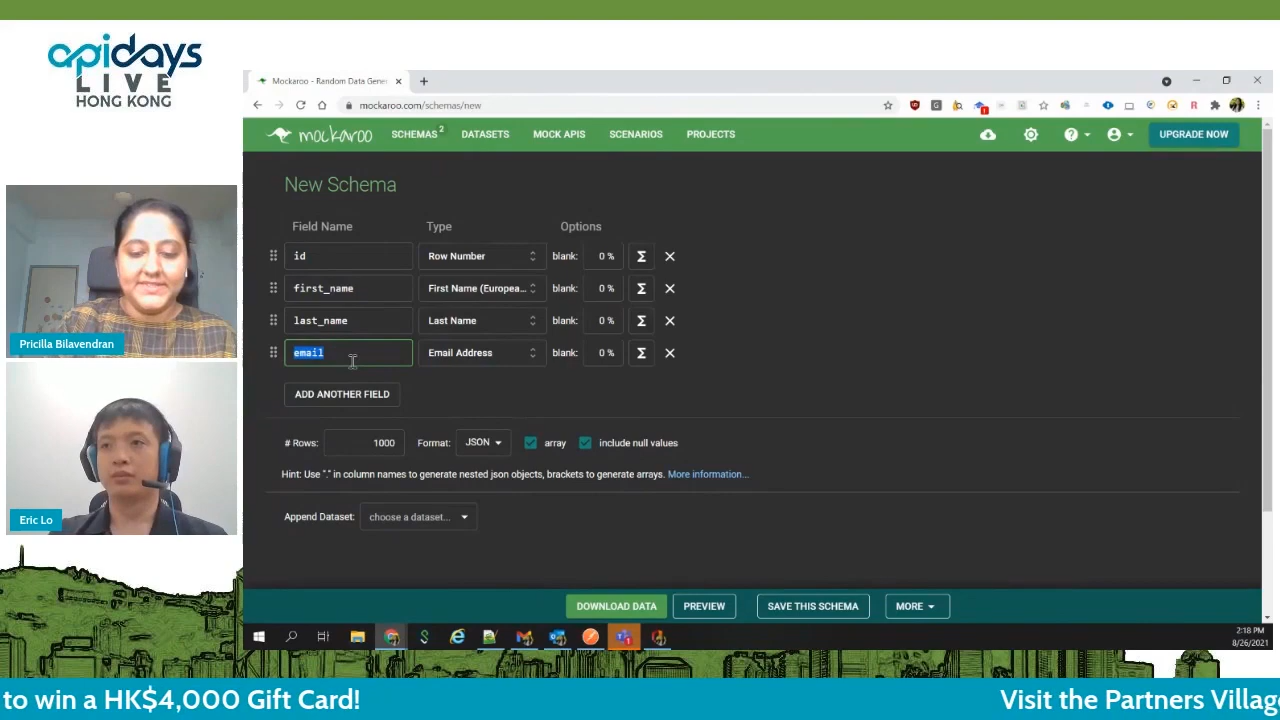 apidays
LIVE
HONG KONG
Mockaroo - Random Data Gener
mockaroo.com/schemas/new
mockaroo
SCHEMAS 2
DATASETS
MOCK APIS
SCENARIOS
PROJECTS
UPGRADE NOW
New Schema
Field Name Type Options
id Row Number blank: 0 % Σ
first_name First Name (Europea... blank: 0 % Σ
last_name Last Name blank: 0 % Σ
email Email Address blank: 0 % Σ
ADD ANOTHER FIELD
# Rows: 1000 Format: JSON array include null values
Hint: Use "." in column names to generate nested json objects, brackets to generate arrays. More information...
Append Dataset: choose a dataset...
DOWNLOAD DATA
PREVIEW
SAVE THIS SCHEMA
MORE
2:18 PM
8/26/2021
Pricilla Bilavendran
Eric Lo
to win a HK$4,000 Gift Card!
Visit the Partners Village